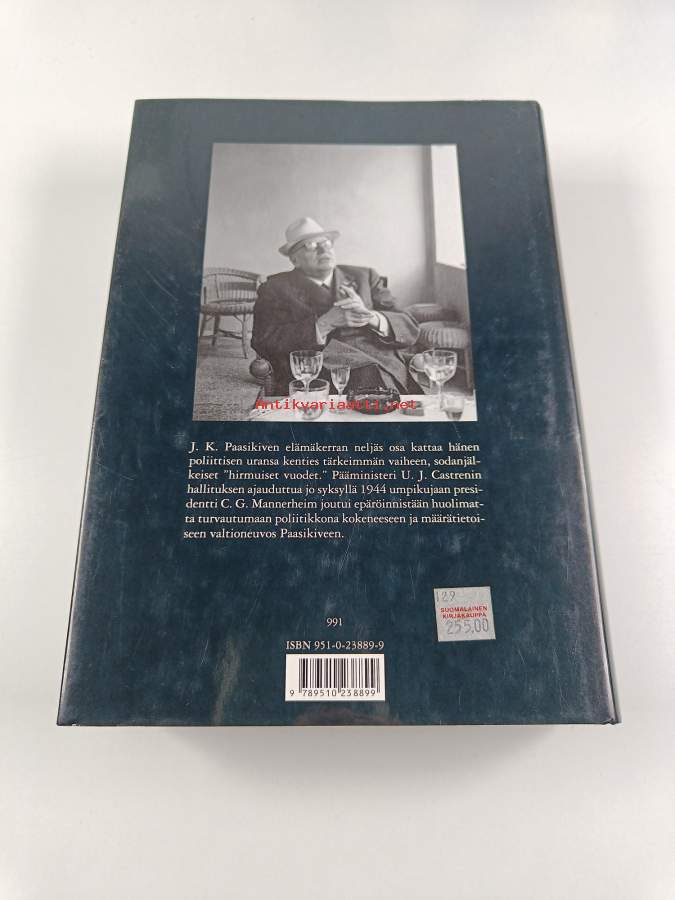 Antikvariaatti.net
J. K. Paasikiven elämäkerran neljäs osa kattaa hänen
poliittisen uransa kenties tärkeimmän vaiheen, sodanjäl-
keiset "hirmuiset vuodet." Pääministeri U. J. Castrenin
hallituksen ajauduttua jo syksyllä 1944 umpikujaan presi-
dentti C. G. Mannerheim joutui epäröinnistään huolimat-
ta turvautumaan poliitikkona kokeneeseen ja määrätietoi-
seen valtioneuvos Paasikiveen.
129
SUOMALAINEN
KIRJAKAUPPA
255.00
991
ISBN 951-0-23889-9
9 789510 238899